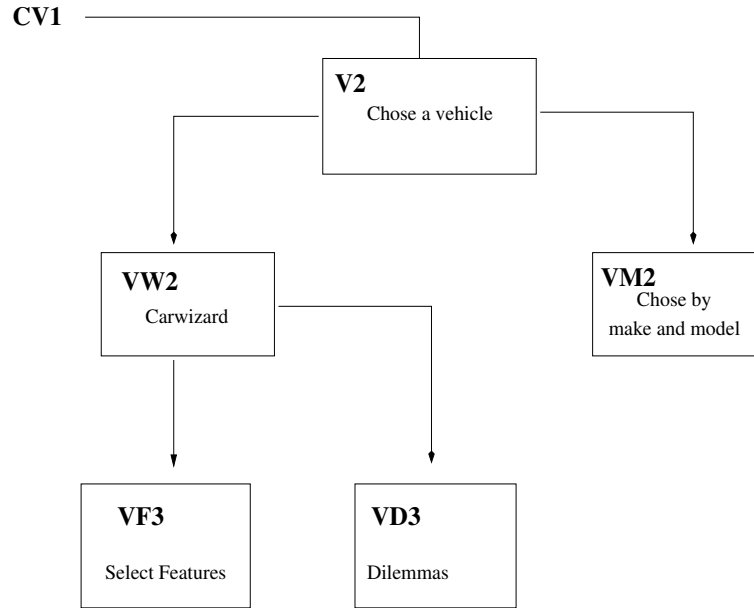 CV1
V2
Chose a vehicle
VW2
Carwizard
VM2
Chose by
make and model
VF3
Select Features
VD3
Dilemmas